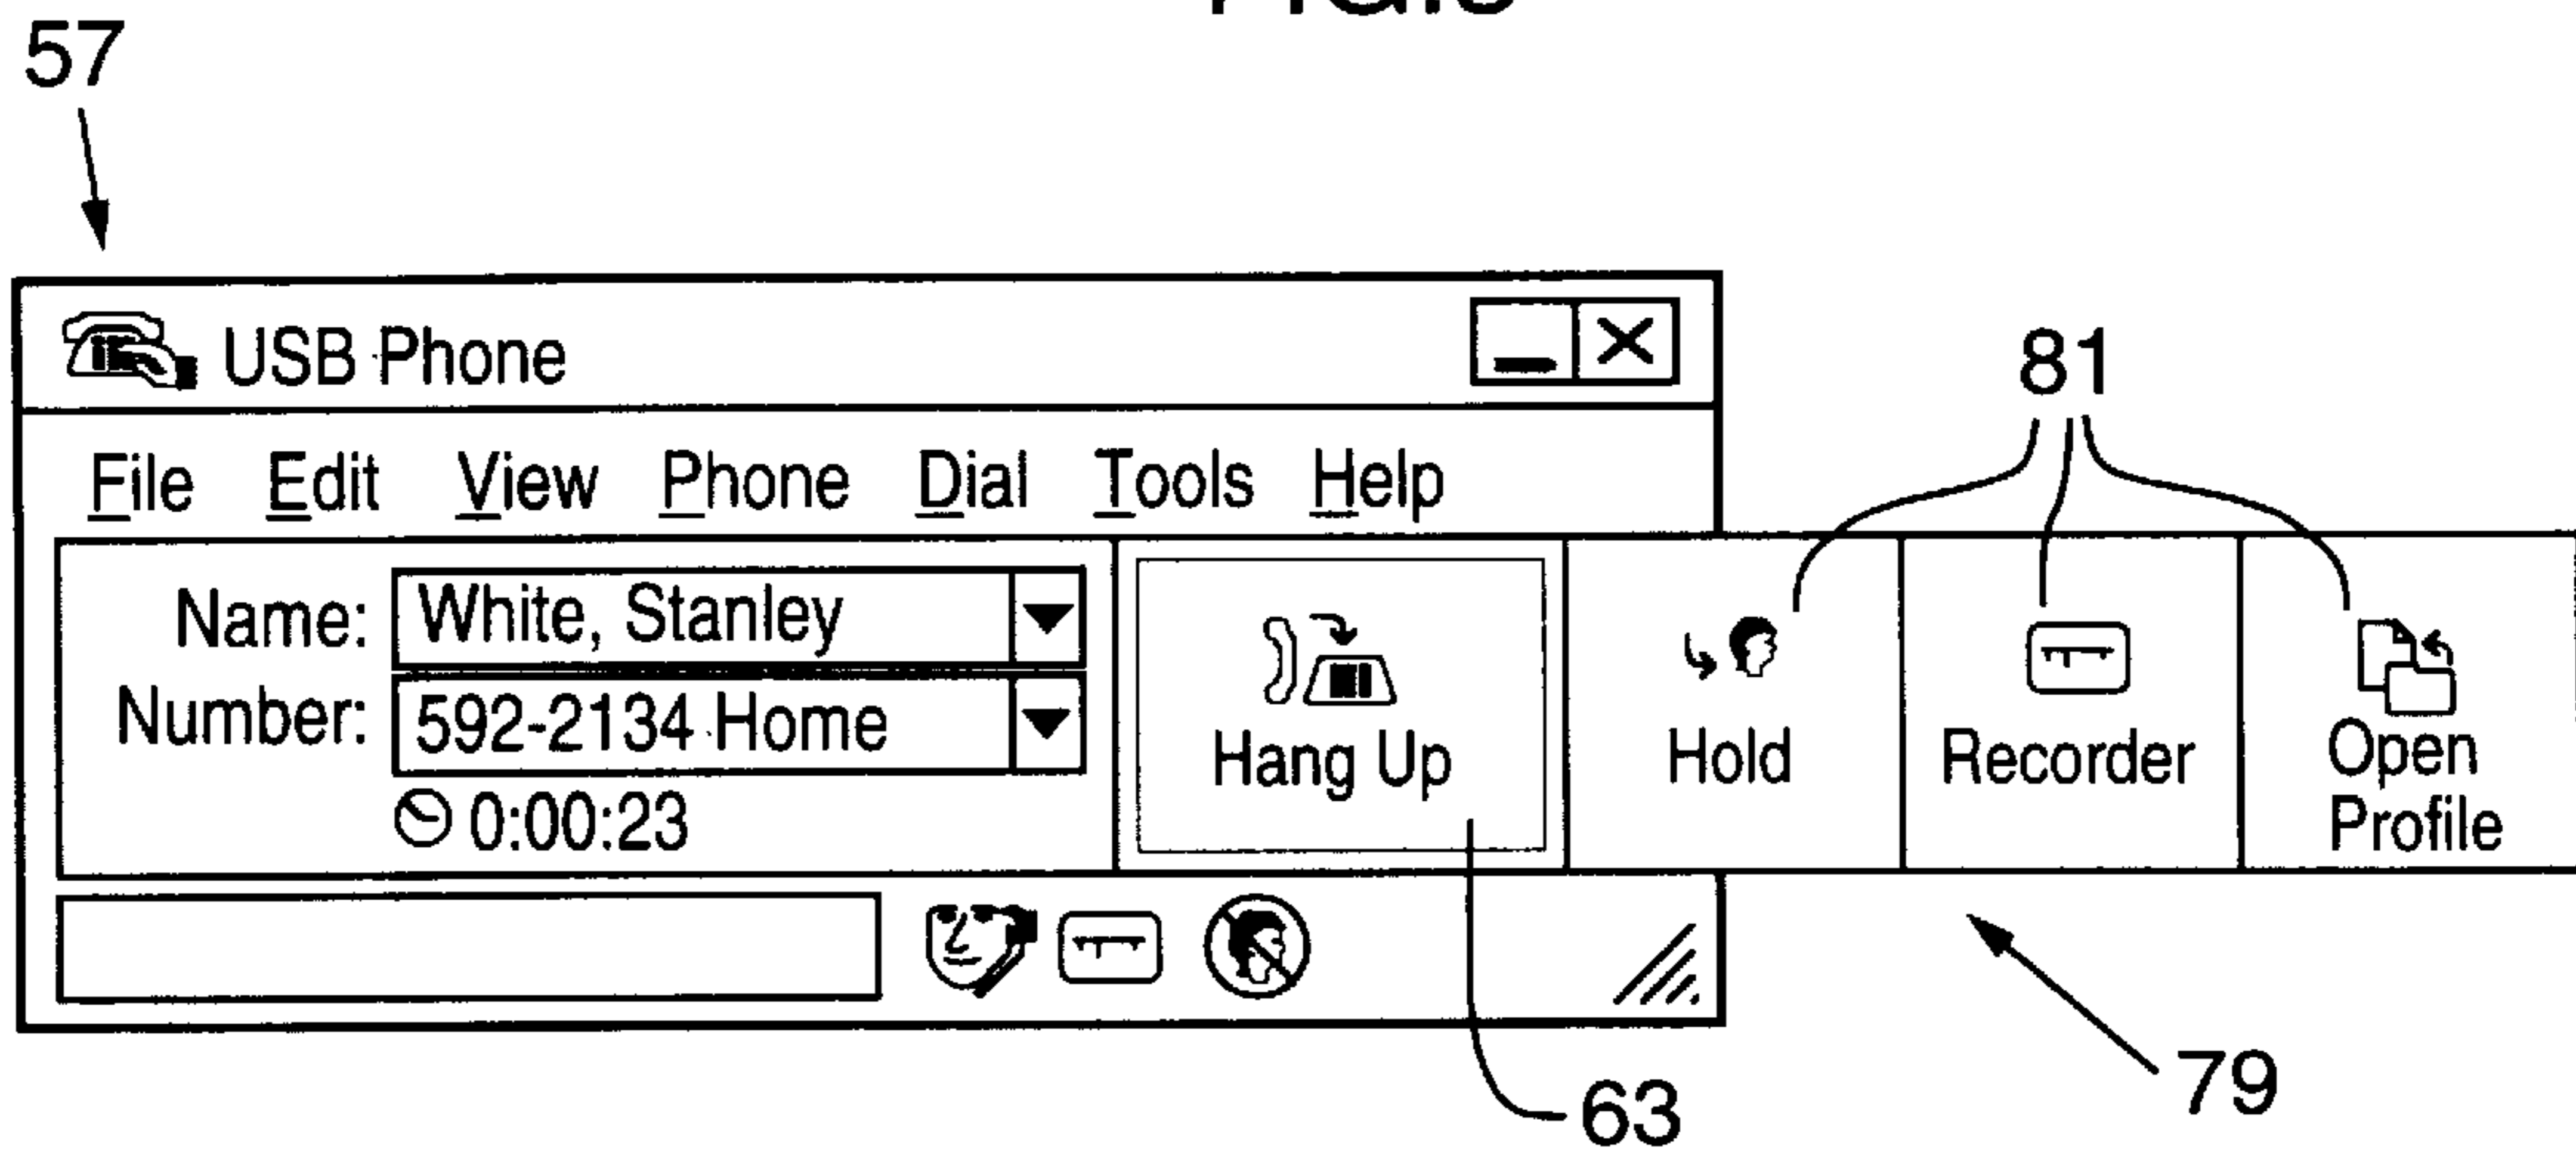 57
USB Phone
81
File Edit View Phone Dial Tools Help
Name: White, Stanley
Number: 592-2134 Home
0:00:23
Hang Up
Hold
Recorder
Open
Profile
79
63